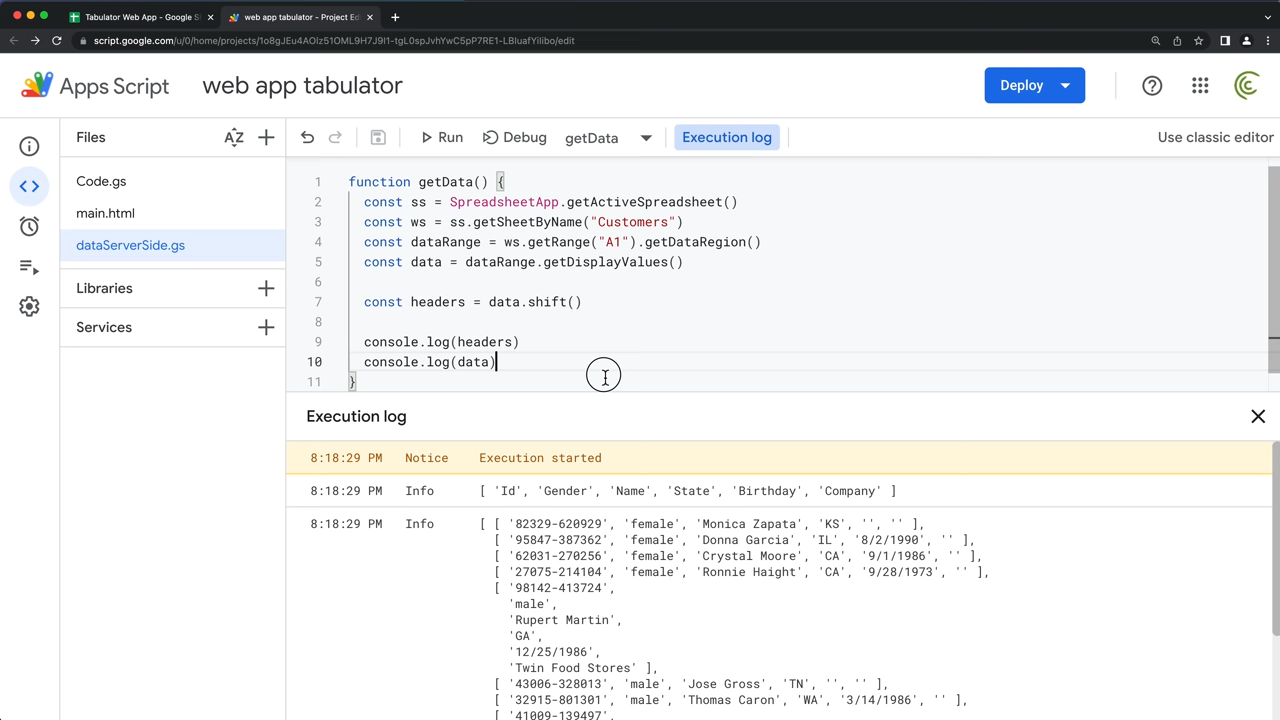 Tabulator Web App - Google S
web app tabulator - Project Edi
script.google.com/u/0/home/projects/1o8gJEu4AOlz51OML9H7J9I1-tgL0spJvhYwC5pP7RE1-LBluafYilibo/edit
Apps Script
web app tabulator
Deploy
Files
Run
Debug
getData
Execution log
Use classic editor
Code.gs
main.html
dataServerSide.gs
Libraries
Services
1 function getData() {
2 const ss = SpreadsheetApp.getActiveSpreadsheet()
3 const ws = ss.getSheetByName("Customers")
4 const dataRange = ws.getRange("A1").getDataRegion()
5 const data = dataRange.getDisplayValues()
6
7 const headers = data.shift()
8
9 console.log(headers)
10 console.log(data)
11 }
Execution log
8:18:29 PM Notice Execution started
8:18:29 PM Info [ 'Id', 'Gender', 'Name', 'State', 'Birthday', 'Company' ]
8:18:29 PM Info [ [ '82329-620929', 'female', 'Monica Zapata', 'KS', '', '' ],
[ '95847-387362', 'female', 'Donna Garcia', 'IL', '8/2/1990', '' ],
[ '62031-270256', 'female', 'Crystal Moore', 'CA', '9/1/1986', '' ],
[ '27075-214104', 'female', 'Ronnie Haight', 'CA', '9/28/1973', '' ],
[ '98142-413724',
'male',
'Rupert Martin',
'GA',
'12/25/1986',
'Twin Food Stores' ],
[ '43006-328013', 'male', 'Jose Gross', 'TN', '', '' ],
[ '32915-801301', 'male', 'Thomas Caron', 'WA', '3/14/1986', '' ],
[ '41009-139497',